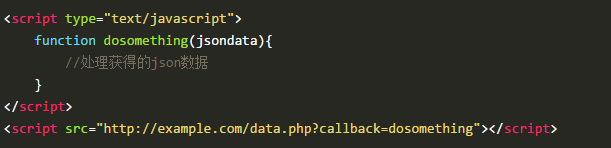 <script type="text/javascript">
    function dosomething(jsondata){
        //处理获得的json数据
    }
</script>
<script src="http://example.com/data.php?callback=dosomething"></script>